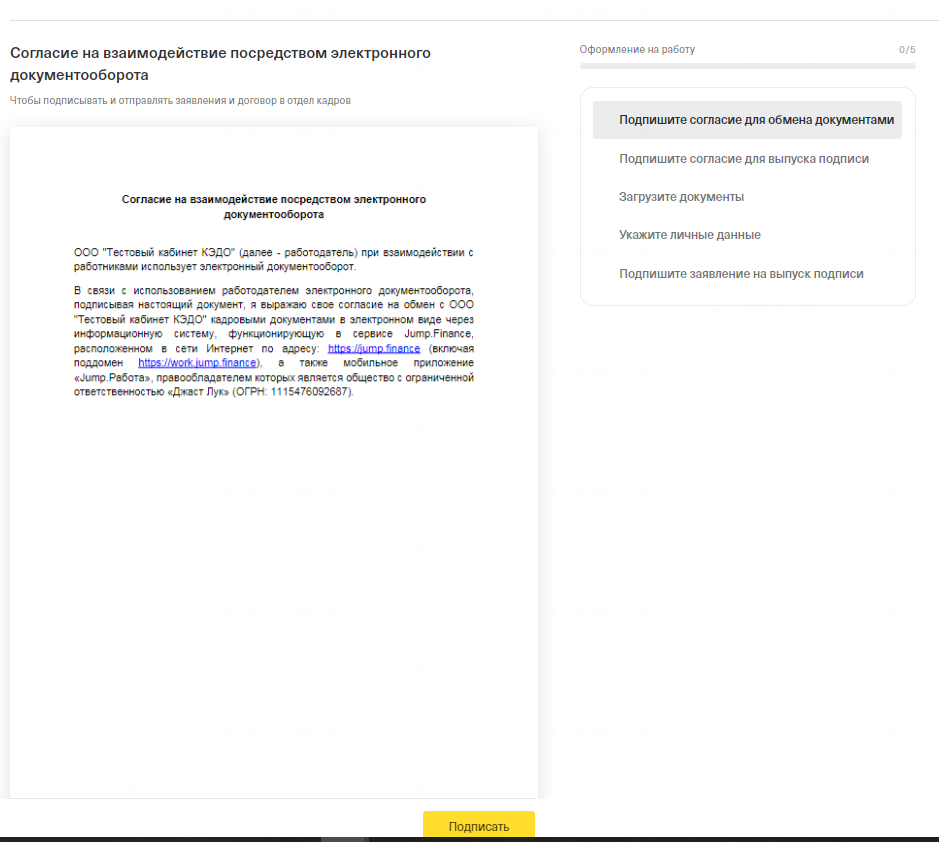 Согласие на взаимодействие посредством электронного
документооборота
Чтобы подписывать и отправлять заявления и договор в отдел кадров
Согласие на взаимодействие посредством электронного
документооборота
ООО "Тестовый кабинет КЭДО" (далее - работодатель) при взаимодействии с
работниками использует электронный документооборот.
В связи с использованием работодателем электронного документооборота,
подписывая настоящий документ, я выражаю свое согласие на обмен с ООО
"Тестовый кабинет КЭДО" кадровыми документами в электронном виде через
информационную систему, функционирующую в сервисе Jump.Finance,
расположенном в сети Интернет по адресу: https://jump.finance (включая
поддомен https://work.jump.finance), а также мобильное приложение
«Jump.Работа», правообладателем которых является общество с ограниченной
ответственностью «Джаст Лук» (ОГРН: 1115476092687).
Подписать
Оформление на работу 0/5
Подпишите согласие для обмена документами
Подпишите согласие для выпуска подписи
Загрузите документы
Укажите личные данные
Подпишите заявление на выпуск подписи